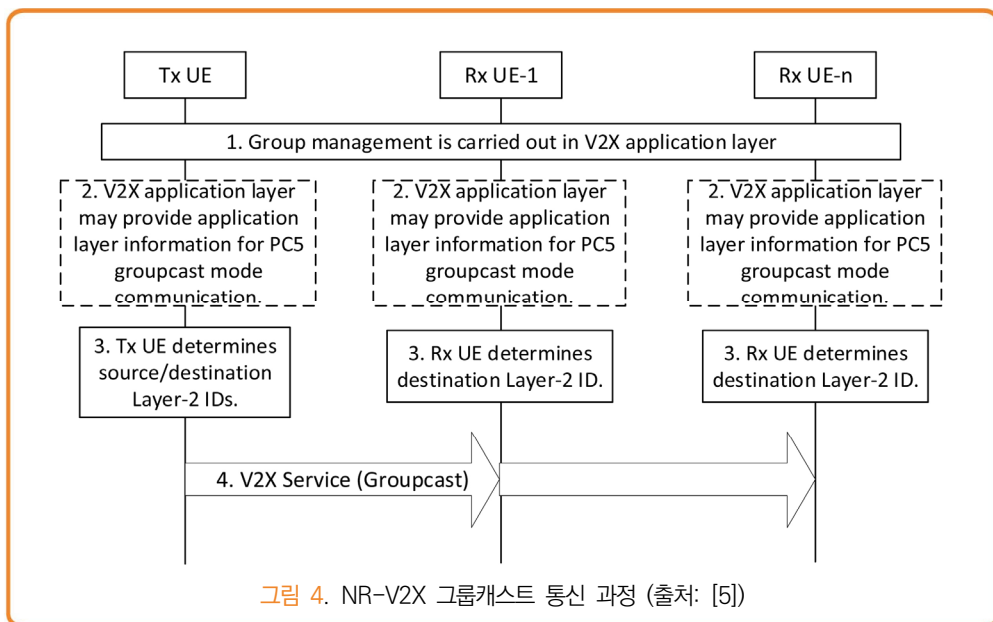 Tx UE
Rx UE-1
Rx UE-n
1. Group management is carried out in V2X application layer
2. V2X application layer
may provide application
layer information for PC5
groupcast mode
communication.
2. V2X application layer
may provide application
layer information for PC5
groupcast mode
communication.
2. V2X application layer
may provide application
layer information for PC5
groupcast mode
communication.
3. Tx UE determines
source/destination
Layer-2 IDs.
3. Rx UE determines
destination Layer-2 ID.
3. Rx UE determines
destination Layer-2 ID.
4. V2X Service (Groupcast)
그림 4. NR-V2X 그룹캐스트 통신 과정 (출처: [5])